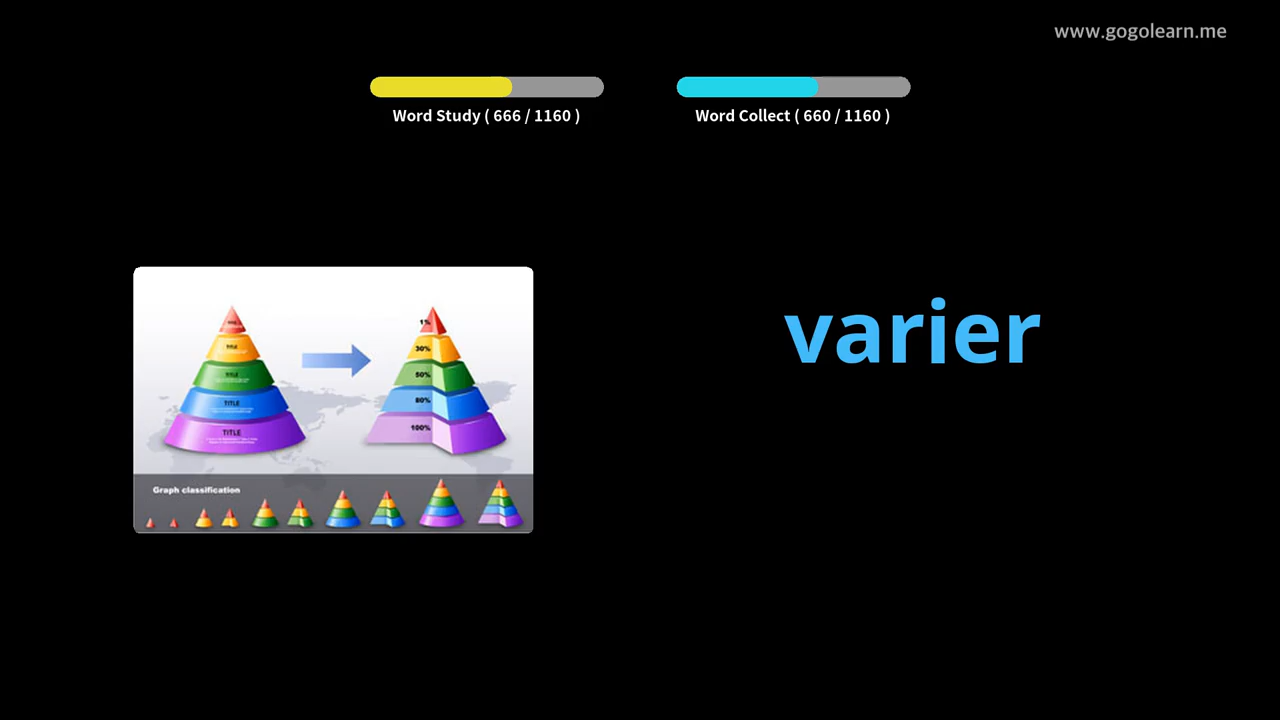 www.gogolearn.me
Word Study ( 666 / 1160 )
Word Collect ( 660 / 1160 )
varier
1%
TITLE
30%
TITLE
50%
TITLE
80%
TITLE
100%
Graph classification